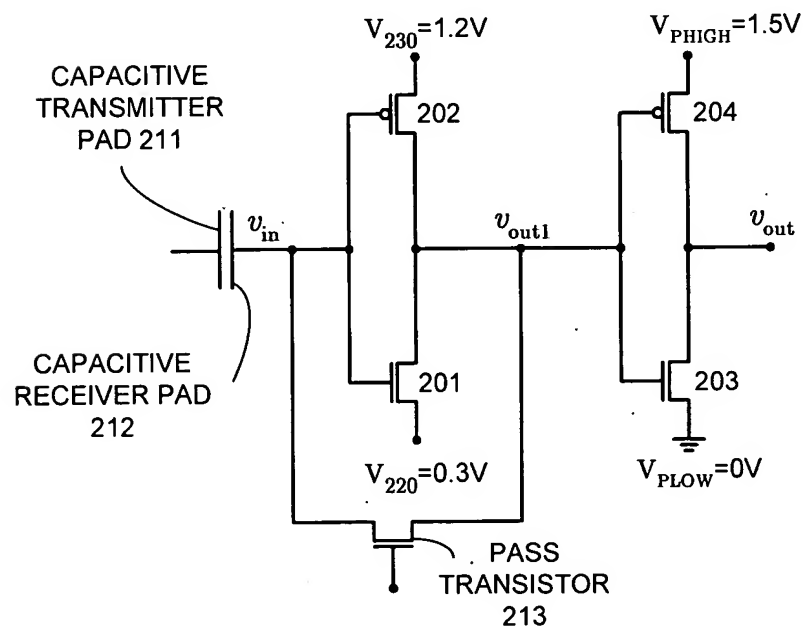 V230=1.2V
VPHIGH=1.5V
CAPACITIVE
TRANSMITTER
PAD 211
202
204
vin
vout1
vout
CAPACITIVE
RECEIVER PAD
212
201
203
V220=0.3V
VPLOW=0V
PASS
TRANSISTOR
213